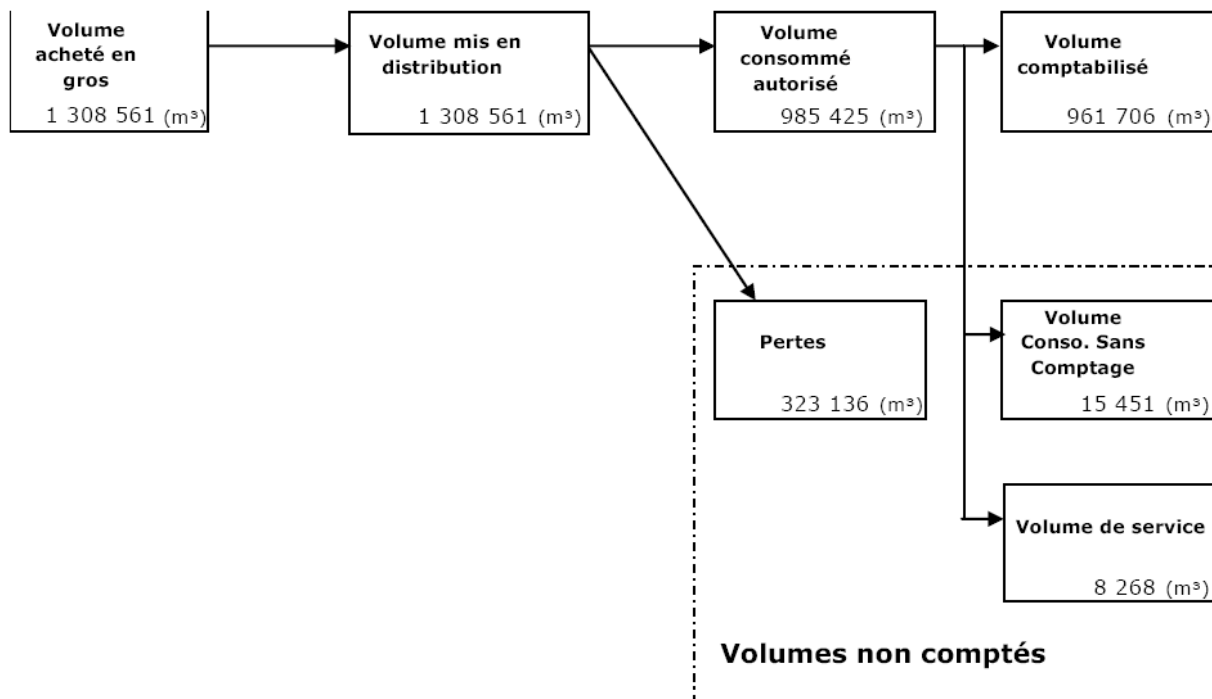 Volume
acheté en
gros
1 308 561 (m³)
Volume mis en
distribution
1 308 561 (m³)
Volume
consommé
autorisé
985 425 (m³)
Volume
comptabilisé
961 706 (m³)
Pertes
323 136 (m³)
Volume
Conso. Sans
Comptage
15 451 (m³)
Volume de service
8 268 (m³)
Volumes non comptés